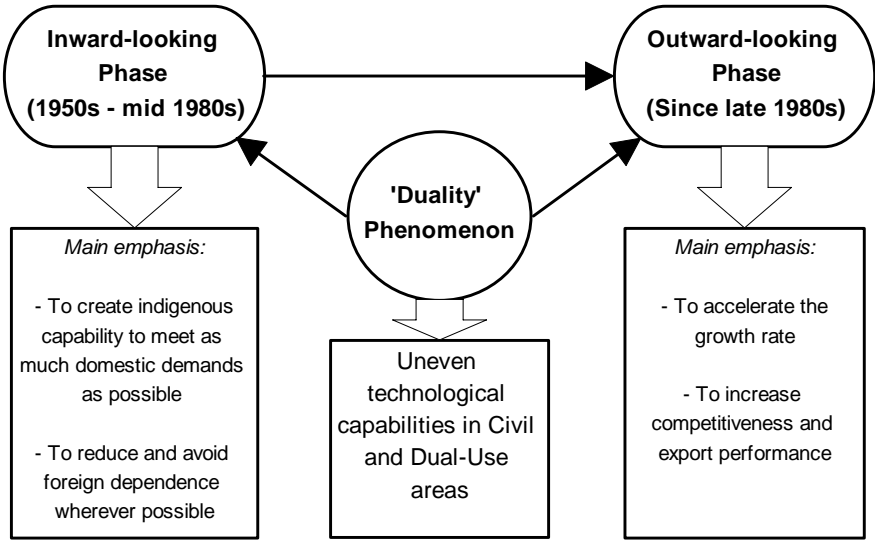 Inward-looking
Phase
(1950s - mid 1980s)
Outward-looking
Phase
(Since late 1980s)
'Duality'
Phenomenon
Main emphasis:
- To create indigenous
capability to meet as
much domestic demands
as possible
- To reduce and avoid
foreign dependence
wherever possible
Uneven
technological
capabilities in Civil
and Dual-Use
areas
Main emphasis:
- To accelerate the
growth rate
- To increase
competitiveness and
export performance